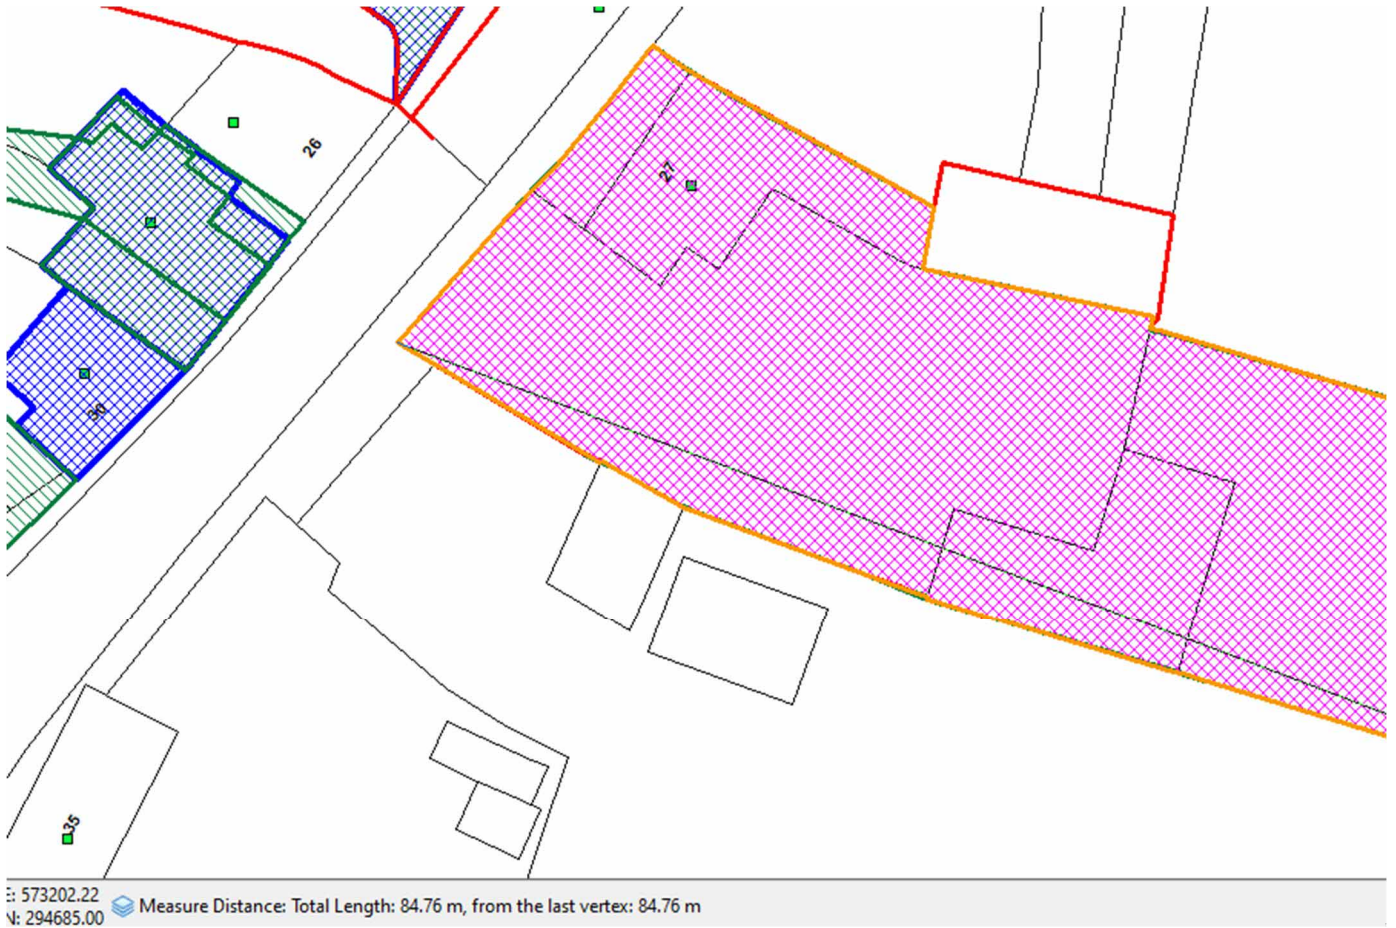 26
27
30
35
E: 573202.22
N: 294685.00
Measure Distance: Total Length: 84.76 m, from the last vertex: 84.76 m